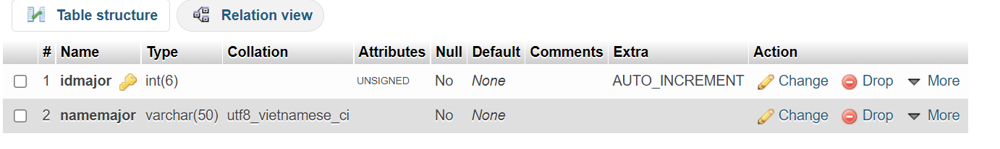 Table structure Relation view
# Name Type Collation Attributes Null Default Comments Extra Action
1 idmajor int(6) UNSIGNED No None AUTO_INCREMENT Change Drop More
2 namemajor varchar(50) utf8_vietnamese_ci No None Change Drop More